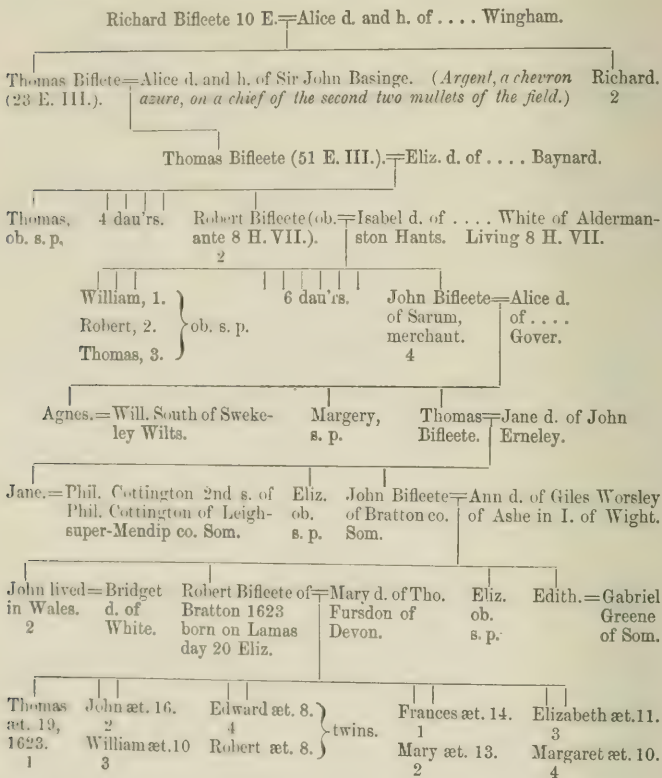 Richard Bifleete 10 E.=Alice d. and h. of .... Wingham.
Thomas Biflete=Alice d. and h. of Sir John Basinge. (Argent, a chevron Richard.
(23 E. III.). azure, on a chief of the second two mullets of the field.) 2
Thomas Bifleete (51 E. III.).=Eliz. d. of .... Baynard.
Thomas, 4 dau'rs. Robert Bifleete (ob.=Isabel d. of .... White of Alderman-
ob. s. p. ante 8 H. VII.). ston Hants. Living 8 H. VII.
2
William, 1. 6 dau'rs. John Bifleete=Alice d.
Robert, 2. ob. s. p. of Sarum, of ....
Thomas, 3. merchant. Gover.
4
Agnes.=Will. South of Sweke- Margery, Thomas=Jane d. of John
ley Wilts. s. p. Bifleete. Erneley.
Jane.=Phil. Cottington 2nd s. of Eliz. John Bifleete=Ann d. of Giles Worsley
Phil. Cottington of Leigh- ob. of Bratton co. of Ashe in I. of Wight.
super-Mendip co. Som. s. p. Som.
John lived=Bridget Robert Bifleete of=Mary d. of Tho. Eliz. Edith.=Gabriel
in Wales. d. of Bratton 1623 Fursdon of ob. Greene
2 White. born on Lamas Devon. s. p. of Som.
day 20 Eliz.
Thomas John æt. 16. Edward æt. 8. Frances æt. 14. Elizabeth æt. 11.
æt. 19, 2 4 twins. 1 3
1623. William æt. 10 Robert æt. 8. Mary æt. 13. Margaret æt. 10.
1 3 2 4